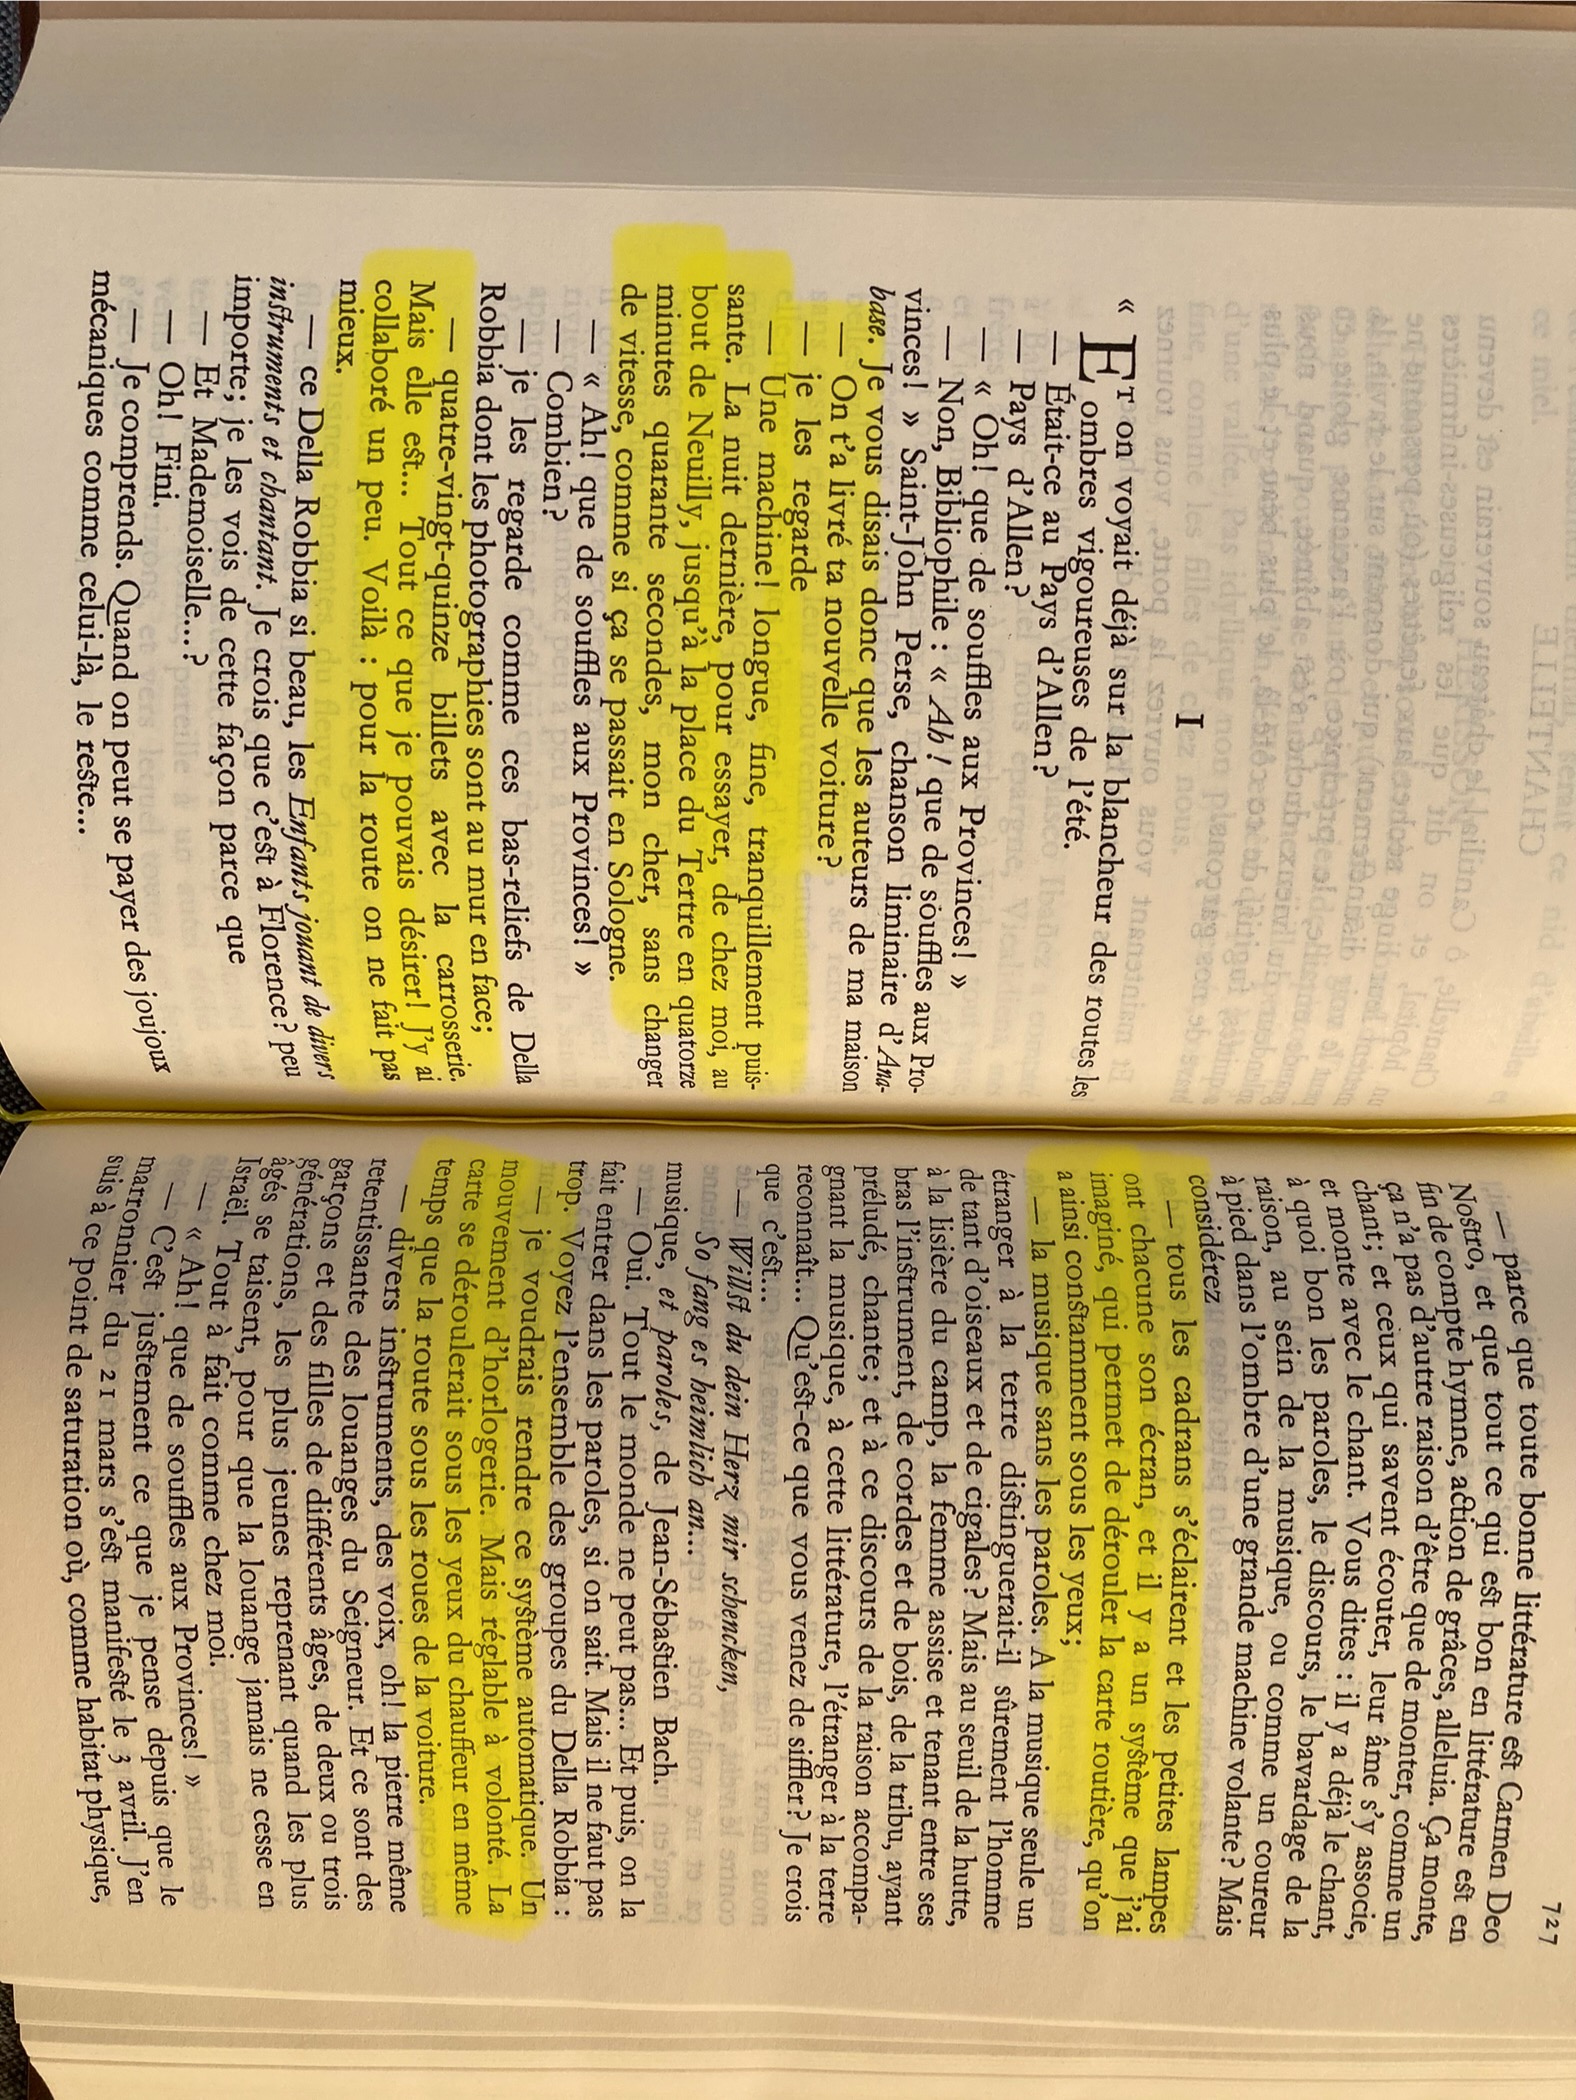 I
« ET on voyait déjà sur la blancheur des routes les
ombres vigoureuses de l'été.
— Était-ce au Pays d'Allen?
— Pays d'Allen?
— « Oh! que de souffles aux Provinces! »
— Non, Bibliophile : « Ah! que de souffles aux Pro-
vinces! » Saint-John Perse, chanson liminaire d'Ana-
base. Je vous disais donc que les auteurs de ma maison
— On t'a livré ta nouvelle voiture?
— je les regarde
— Une machine! longue, fine, tranquillement puis-
sante. La nuit dernière, pour essayer, de chez moi, au
bout de Neuilly, jusqu'à la place du Tertre en quatorze
minutes quarante secondes, mon cher, sans changer
de vitesse, comme si ça se passait en Sologne.
— « Ah! que de souffles aux Provinces! »
— Combien?
— je les regarde comme ces bas-reliefs de Della
Robbia dont les photographies sont au mur en face;
— quatre-vingt-quinze billets avec la carrosserie.
Mais elle est... Tout ce que je pouvais désirer! J'y ai
collaboré un peu. Voilà : pour la route on ne fait pas
mieux.
— ce Della Robbia si beau, les Enfants jouant de divers
instruments et chantant. Je crois que c'est à Florence? peu
importe; je les vois de cette façon parce que
— Et Mademoiselle...?
— Oh! Fini.
— Je comprends. Quand on peut se payer des joujoux
mécaniques comme celui-là, le reste...
727
— parce que toute bonne littérature est Carmen Deo
Nostro, et que tout ce qui est bon en littérature est en
fin de compte hymne, action de grâces, alleluia. Ça monte,
ça n'a pas d'autre raison d'être que de monter, comme un
chant; et ceux qui savent écouter, leur âme s'y associe,
et monte avec le chant. Vous dites : il y a déjà le chant,
à quoi bon les paroles, le discours, le bavardage de la
raison, au sein de la musique, ou comme un coureur
à pied dans l'ombre d'une grande machine volante? Mais
considérez
— tous les cadrans s'éclairent et les petites lampes
ont chacune son écran, et il y a un système que j'ai
imaginé, qui permet de dérouler la carte routière, qu'on
a ainsi constamment sous les yeux;
— la musique sans les paroles. A la musique seule un
étranger à la terre distinguerait-il sûrement l'homme
de tant d'oiseaux et de cigales? Mais au seuil de la hutte,
à la lisière du camp, la femme assise et tenant entre ses
bras l'instrument, de cordes et de bois, de la tribu, ayant
préludé, chante; et à ce discours de la raison accompa-
gnant la musique, à cette littérature, l'étranger à la terre
reconnaît... Qu'est-ce que vous venez de siffler? Je crois
que c'est...
— Willst du dein Herz mir schencken,
So fang es heimlich an...
musique, et paroles, de Jean-Sébastien Bach.
— Oui. Tout le monde ne peut pas... Et puis, on la
fait entrer dans les paroles, si on sait. Mais il ne faut pas
trop. Voyez l'ensemble des groupes du Della Robbia :
— je voudrais rendre ce système automatique. Un
mouvement d'horlogerie. Mais réglable à volonté. La
carte se déroulerait sous les yeux du chauffeur en même
temps que la route sous les roues de la voiture.
— divers instruments, des voix, oh! la pierre même
retentissante des louanges du Seigneur. Et ce sont des
garçons et des filles de différents âges, de deux ou trois
générations, les plus jeunes reprenant quand les plus
âgés se taisent, pour que la louange jamais ne cesse en
Israël. Tout à fait comme chez moi.
— « Ah! que de souffles aux Provinces! »
— C'est justement ce que je pense depuis que le
marronnier du 21 mars s'est manifesté le 3 avril. J'en
suis à ce point de saturation où, comme habitat physique,